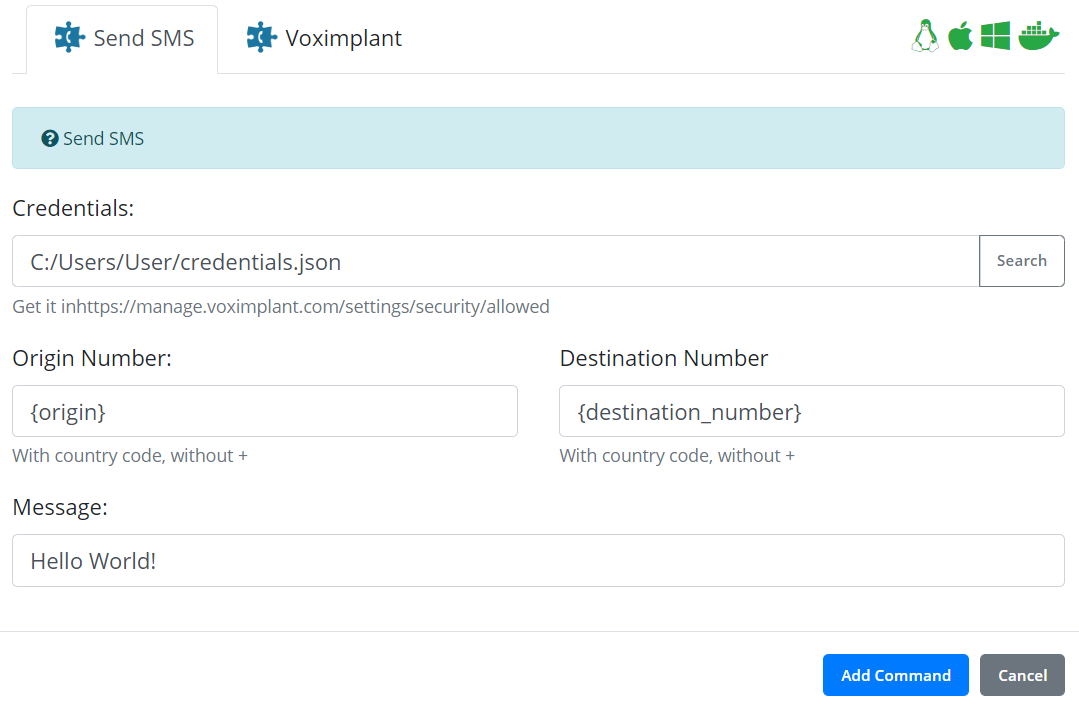 Send SMS Voximplant
Send SMS
Credentials:
C:/Users/User/credentials.json Search
Get it inhttps://manage.voximplant.com/settings/security/allowed
Origin Number: Destination Number
{origin} {destination_number}
With country code, without + With country code, without +
Message:
Hello World!
Add Command Cancel